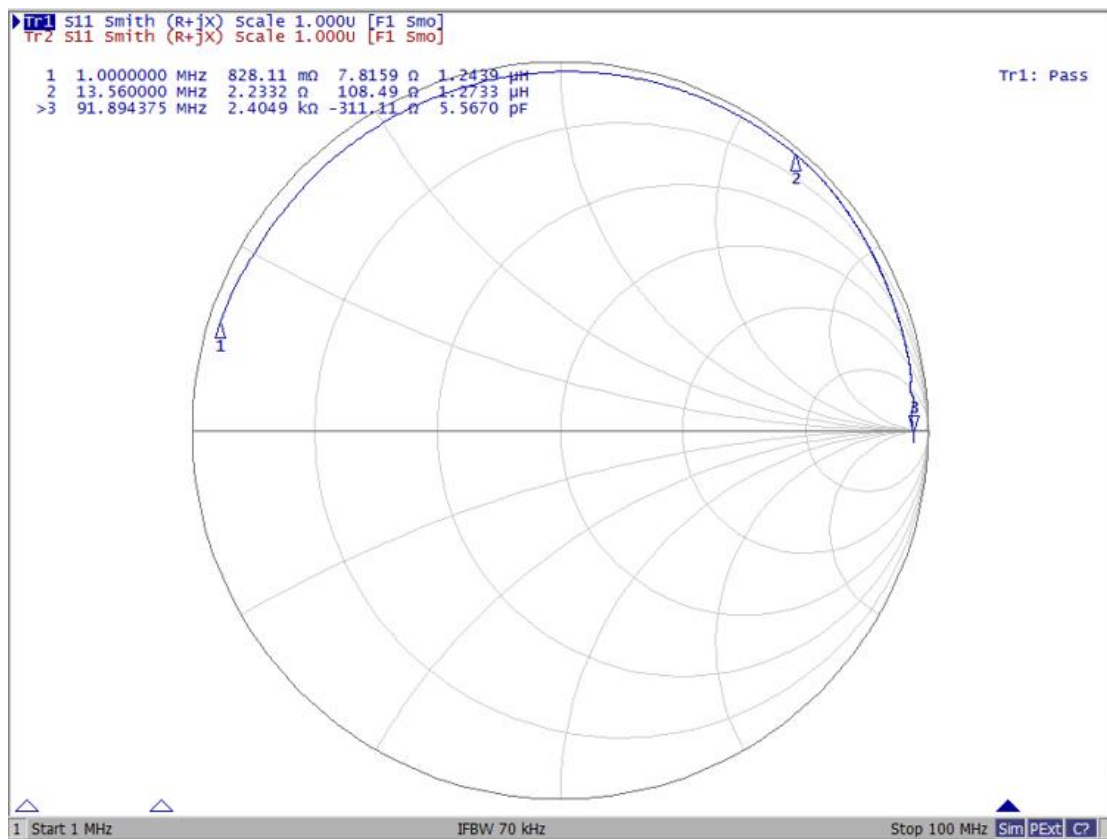 Tr1 S11 Smith (R+jX) Scale 1.000U [F1 Smo]
Tr2 S11 Smith (R+jX) Scale 1.000U [F1 Smo]
1 1.0000000 MHz 828.11 mΩ 7.8159 Ω 1.2439 μH
Tr1: Pass
2 13.560000 MHz 2.2332 Ω 108.49 Ω 1.2733 μH
>3 91.894375 MHz 2.4049 kΩ -311.11 Ω 5.5670 pF
2
1
3
1 Start 1 MHz IFBW 70 kHz Stop 100 MHz Sim PExt C?